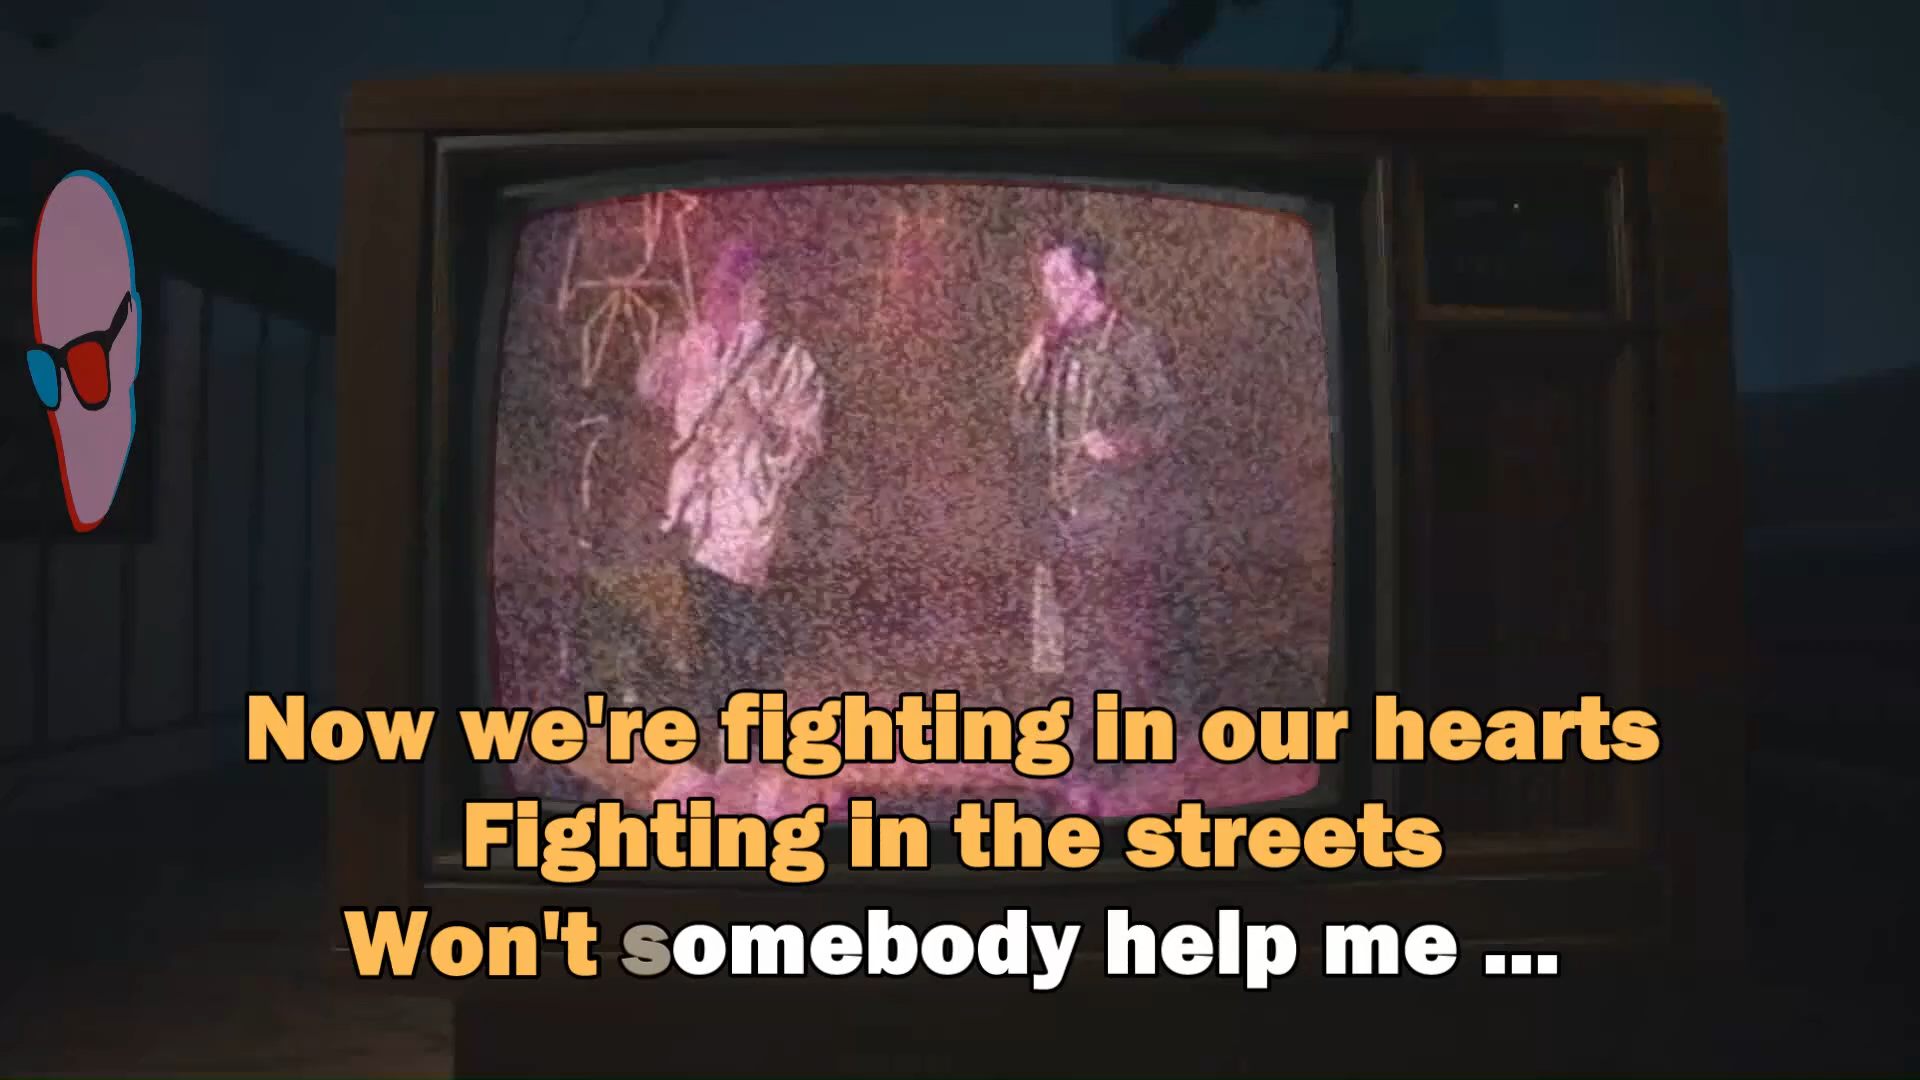 Now we're fighting in our hearts
Fighting in the streets
Won't somebody help me ...